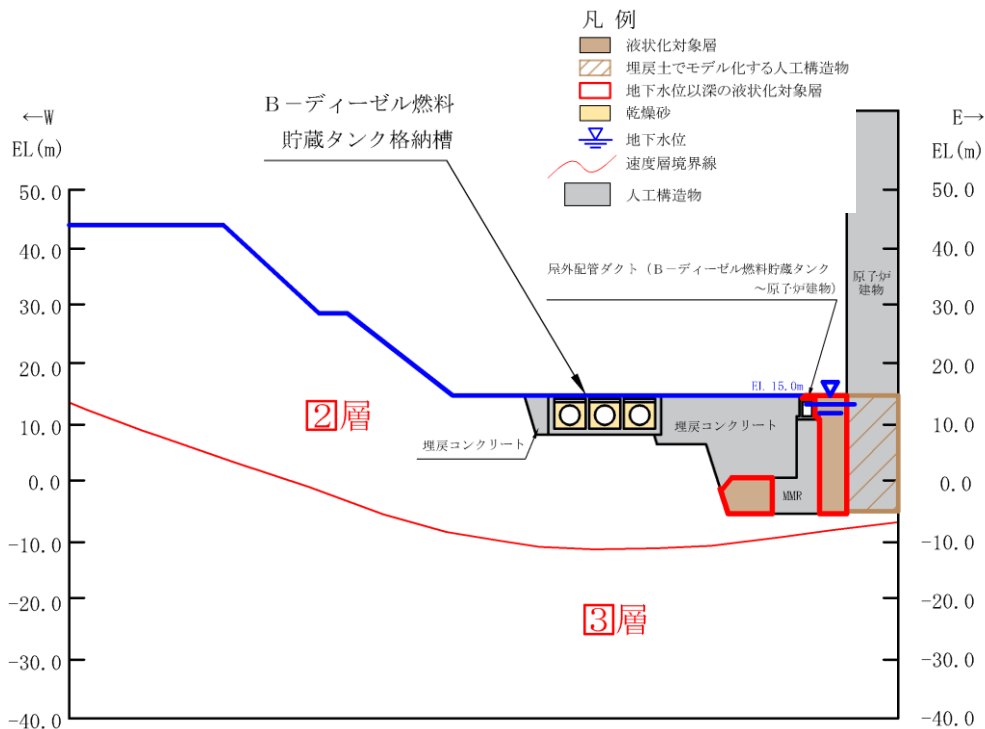 凡 例
液状化対象層
埋戻土でモデル化する人工構造物
地下水位以深の液状化対象層
乾燥砂
地下水位
速度層境界線
人工構造物
B-ディーゼル燃料
貯蔵タンク格納槽
←W
EL(m)
E→
EL(m)
50.0
40.0
30.0
20.0
10.0
0.0
-10.0
-20.0
-30.0
-40.0
50.0
40.0
30.0
20.0
10.0
0.0
-10.0
-20.0
-30.0
-40.0
屋外配管ダクト(B-ディーゼル燃料貯蔵タンク
~原子炉建物)
原子炉
建物
EL 15.0m
2層
埋戻コンクリート
埋戻コンクリート
MMR
3層